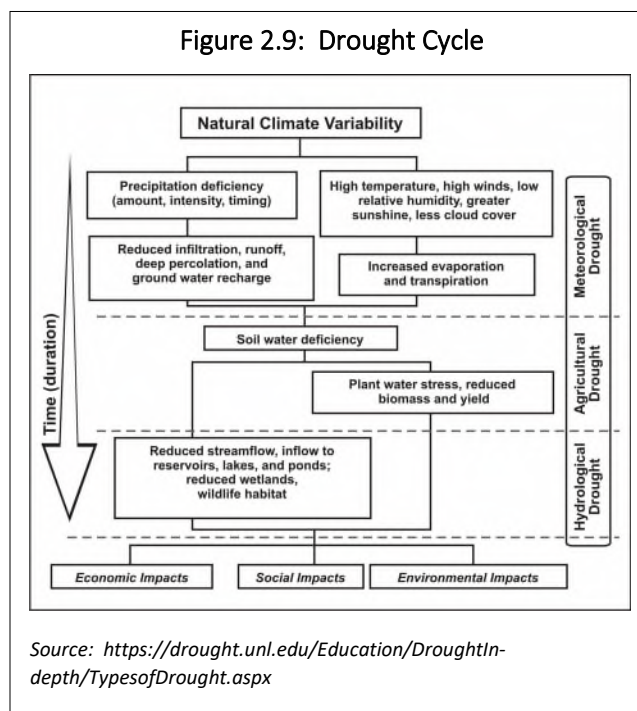 Figure 2.9: Drought Cycle
Natural Climate Variability
Precipitation deficiency
(amount, intensity, timing)
High temperature, high winds, low
relative humidity, greater
sunshine, less cloud cover
Reduced infiltration, runoff,
deep percolation, and
ground water recharge
Increased evaporation
and transpiration
Meteorological
Drought
Time (duration)
Soil water deficiency
Plant water stress, reduced
biomass and yield
Agricultural
Drought
Reduced streamflow, inflow to
reservoirs, lakes, and ponds;
reduced wetlands,
wildlife habitat
Hydrological
Drought
Economic Impacts
Social Impacts
Environmental Impacts
Source: https://drought.unl.edu/Education/DroughtIn-
depth/TypesofDrought.aspx